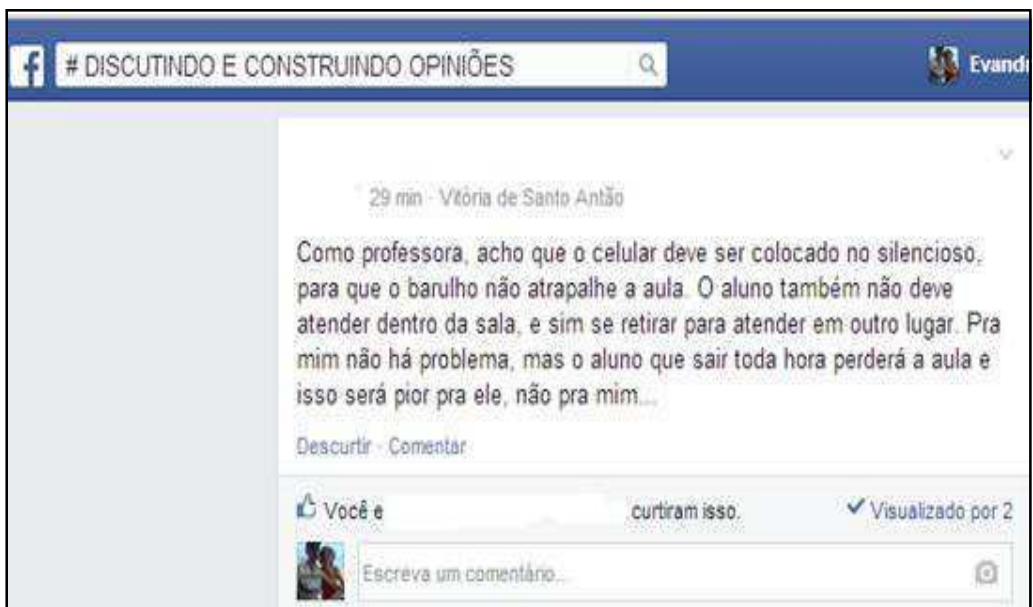 f # DISCUTINDO E CONSTRUINDO OPINIÕES Evand
29 min · Vitória de Santo Antão
Como professora, acho que o celular deve ser colocado no silencioso,
para que o barulho não atrapalhe a aula. O aluno também não deve
atender dentro da sala, e sim se retirar para atender em outro lugar. Pra
mim não há problema, mas o aluno que sair toda hora perderá a aula e
isso será pior pra ele, não pra mim...
Descurtir · Comentar
Você e curtiram isso. Visualizado por 2
Escreva um comentário...